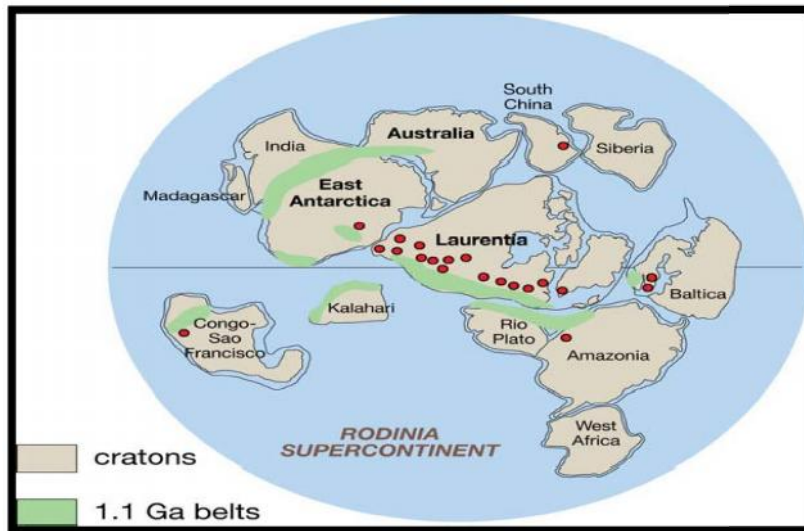 South
China
Australia
India
Siberia
East
Antarctica
Madagascar
Laurentia
Baltica
Kalahari
Congo-
Sao
Francisco
Rio
Plato
Amazonia
West
Africa
RODINIA
SUPERCONTINENT
cratons
1.1 Ga belts